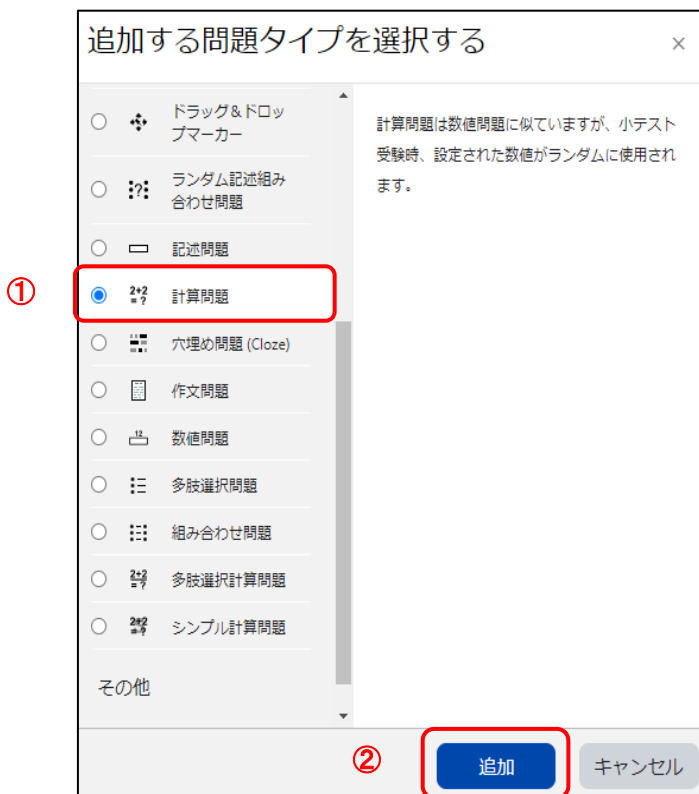 追加する問題タイプを選択する
×
ドラッグ&ドロッ
プマーカー
?
ランダム記述組み
合わせ問題
記述問題
①
2+2
= ?
計算問題
穴埋め問題 (Cloze)
作文問題
12
数値問題
多肢選択問題
組み合わせ問題
2+2
= ?
多肢選択計算問題
2+2
= ?
シンプル計算問題
その他
計算問題は数値問題に似ていますが、小テスト
受験時、設定された数値がランダムに使用され
ます。
②
追加
キャンセル